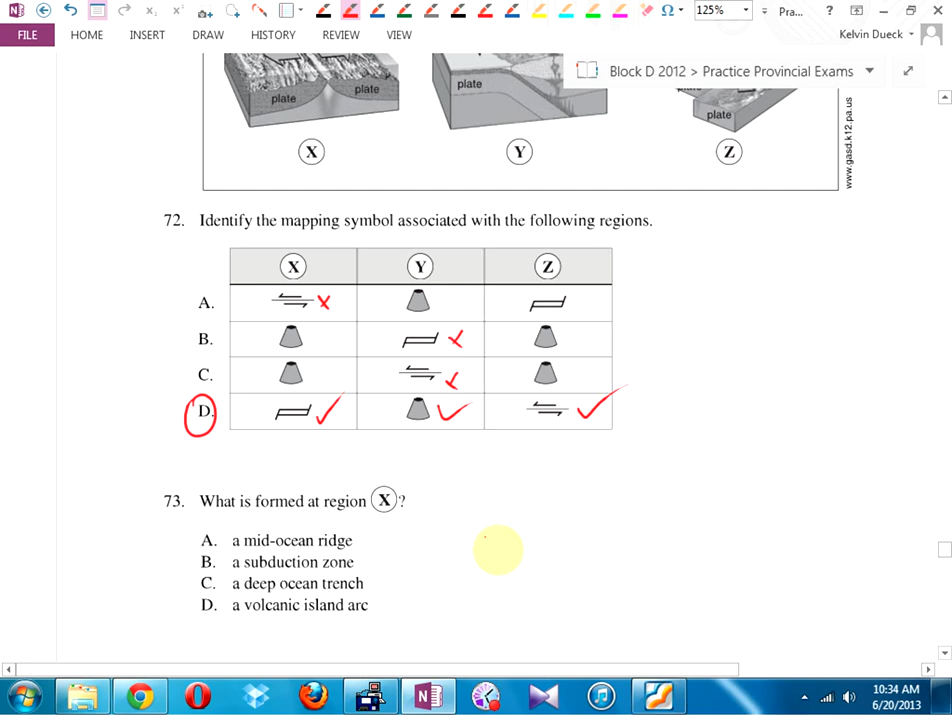 125%
Pra...
?
FILE
HOME
INSERT
DRAW
HISTORY
REVIEW
VIEW
Kelvin Dueck
Block D 2012 > Practice Provincial Exams
plate
plate
plate
plate
X
Y
Z
www.gasd.k12.pa.us
72. Identify the mapping symbol associated with the following regions.
X Y Z
A.
B.
C.
D.
73. What is formed at region X ?
A. a mid-ocean ridge
B. a subduction zone
C. a deep ocean trench
D. a volcanic island arc
10:34 AM
6/20/2013